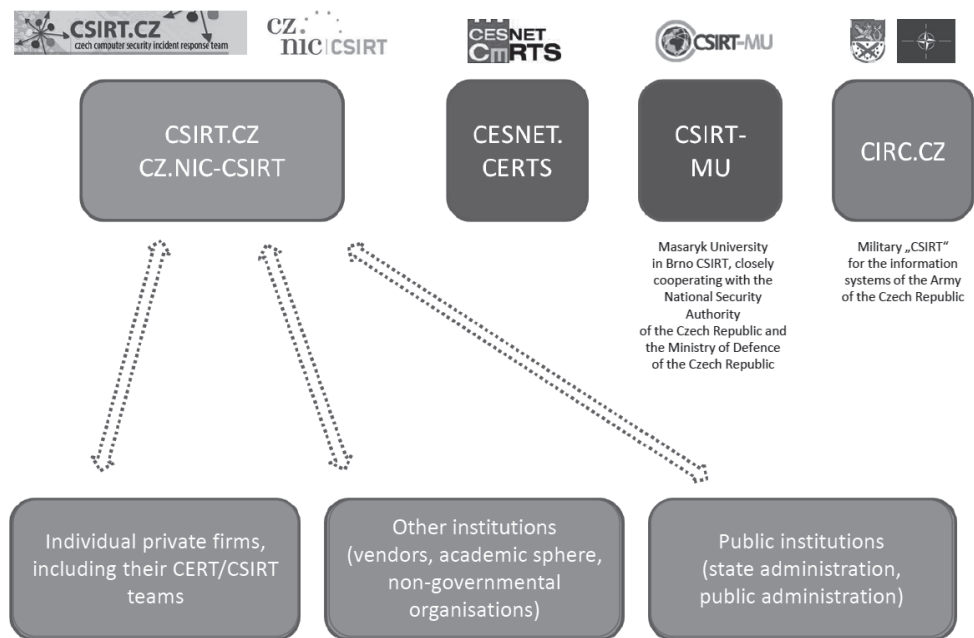 CSIRT.CZ
czech computer security incident response team
cz.
nic CSIRT
CESNET
CERTS
CSIRT-MU
CSIRT.CZ
CZ.NIC-CSIRT
CESNET.
CERTS
CSIRT-
MU
CIRC.CZ
Masaryk University
in Brno CSIRT, closely
cooperating with the
National Security
Authority
of the Czech Republic and
the Ministry of Defence
of the Czech Republic
Military „CSIRT“
for the information
systems of the Army
of the Czech Republic
Individual private firms,
including their CERT/CSIRT
teams
Other institutions
(vendors, academic sphere,
non-governmental
organisations)
Public institutions
(state administration,
public administration)